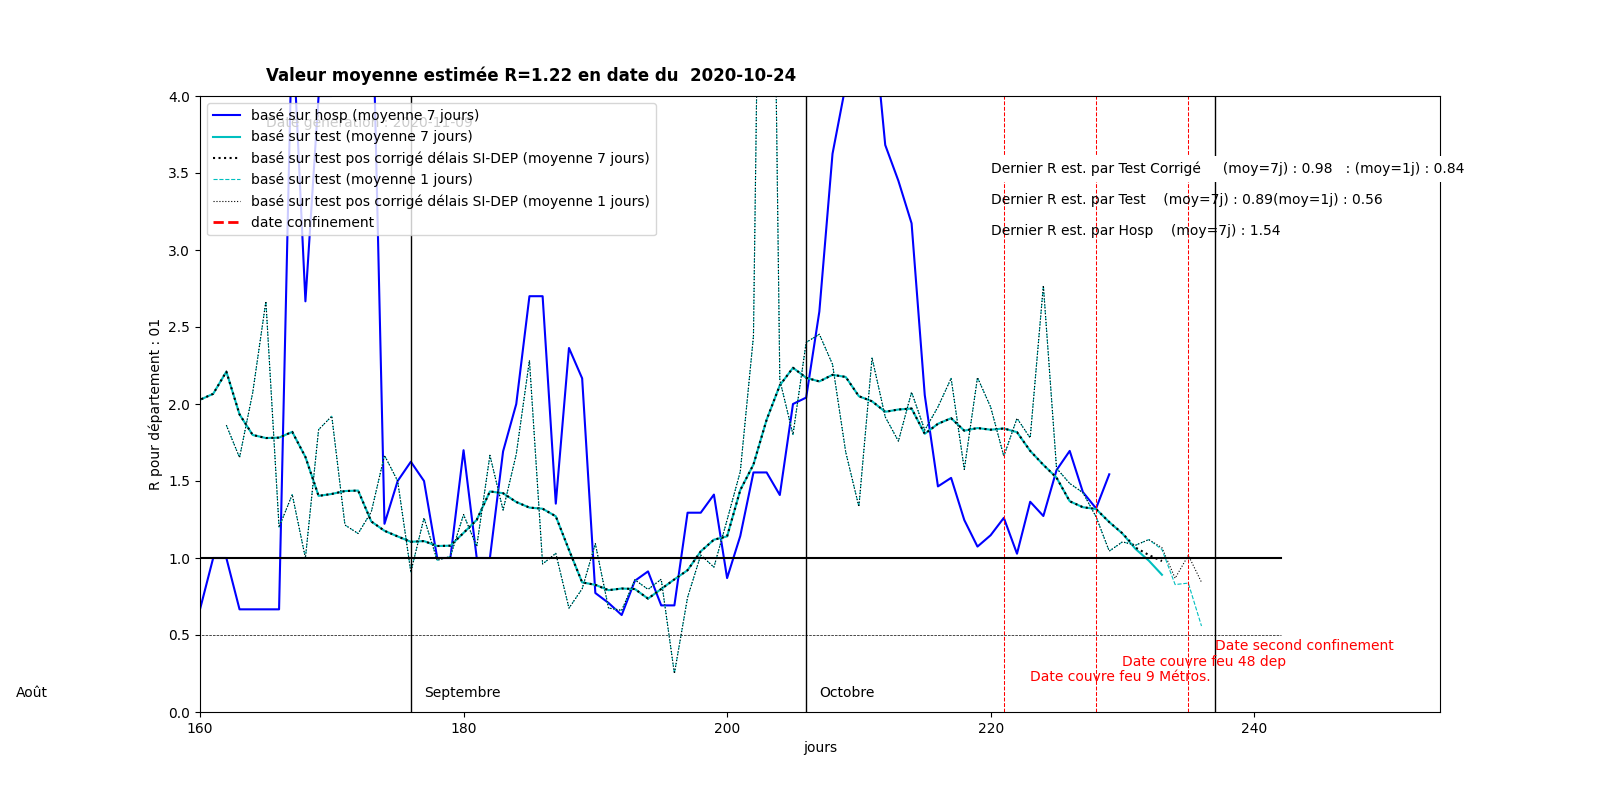 Valeur moyenne estimée R=1.22 en date du  2020-10-24
Date génération : 2020-11-09
basé sur hosp (moyenne 7 jours)
basé sur test (moyenne 7 jours)
basé sur test pos corrigé délais SI-DEP (moyenne 7 jours)
basé sur test (moyenne 1 jours)
basé sur test pos corrigé délais SI-DEP (moyenne 1 jours)
date confinement
Dernier R est. par Test Corrigé     (moy=7j) : 0.98   : (moy=1j) : 0.84
Dernier R est. par Test    (moy=7j) : 0.89(moy=1j) : 0.56
Dernier R est. par Hosp    (moy=7j) : 1.54
4.0
3.5
3.0
2.5
2.0
1.5
1.0
0.5
0.0
R pour département : 01
Date second confinement
Date couvre feu 48 dep
Date couvre feu 9 Métros.
Août
Septembre
Octobre
160
180
200
220
240
jours